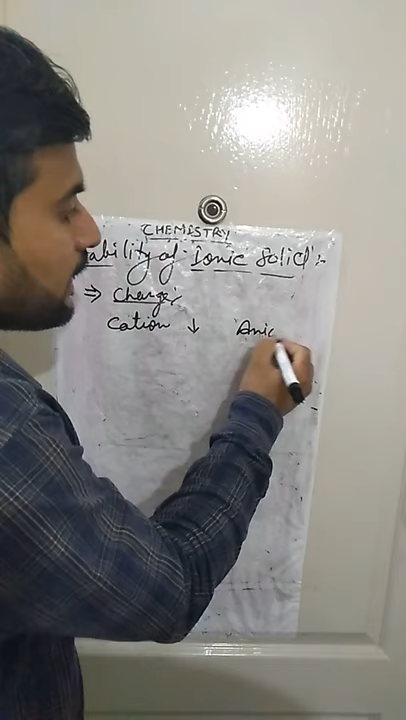 CHEMISTRY
ability of Ionic Solid :-
⇒ Charge :
Cation ↓ Anic